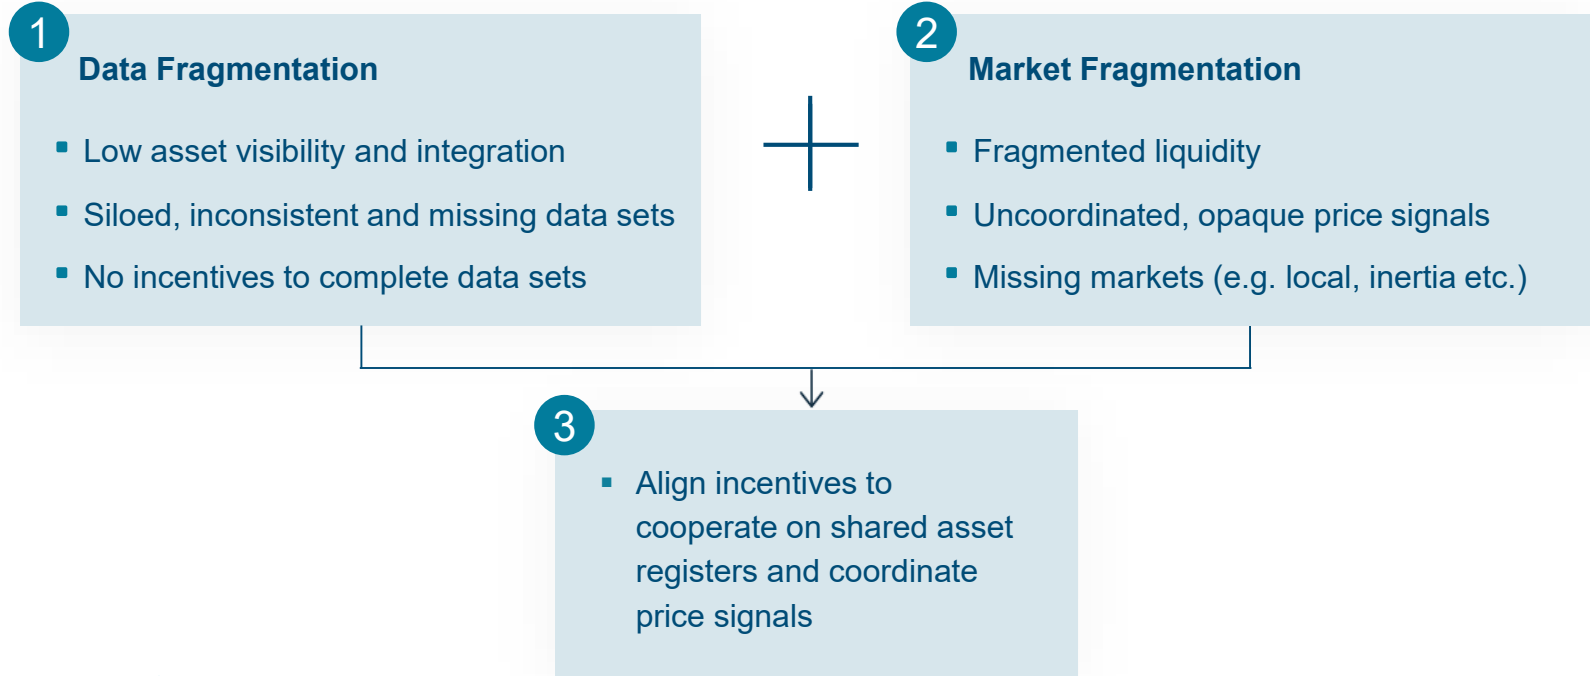 1
Data Fragmentation
▪ Low asset visibility and integration
▪ Siloed, inconsistent and missing data sets
▪ No incentives to complete data sets
2
Market Fragmentation
▪ Fragmented liquidity
▪ Uncoordinated, opaque price signals
▪ Missing markets (e.g. local, inertia etc.)
3
▪ Align incentives to
cooperate on shared asset
registers and coordinate
price signals